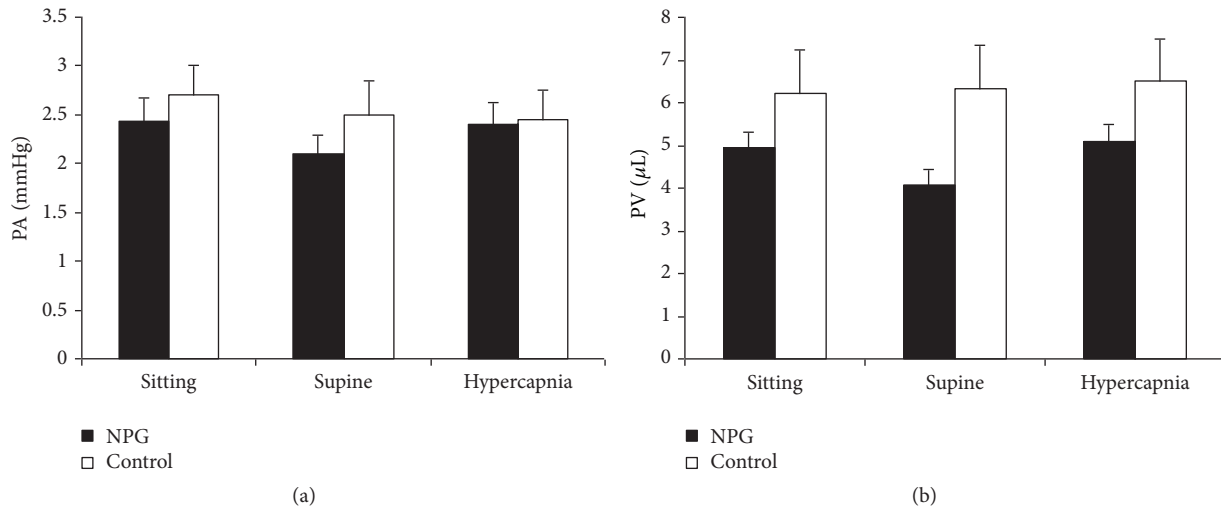 3.5
3
2.5
2
1.5
1
0.5
0
PA (mmHg)
Sitting
Supine
Hypercapnia
NPG
Control
(a)
8
7
6
5
4
3
2
1
0
PV (μL)
Sitting
Supine
Hypercapnia
NPG
Control
(b)